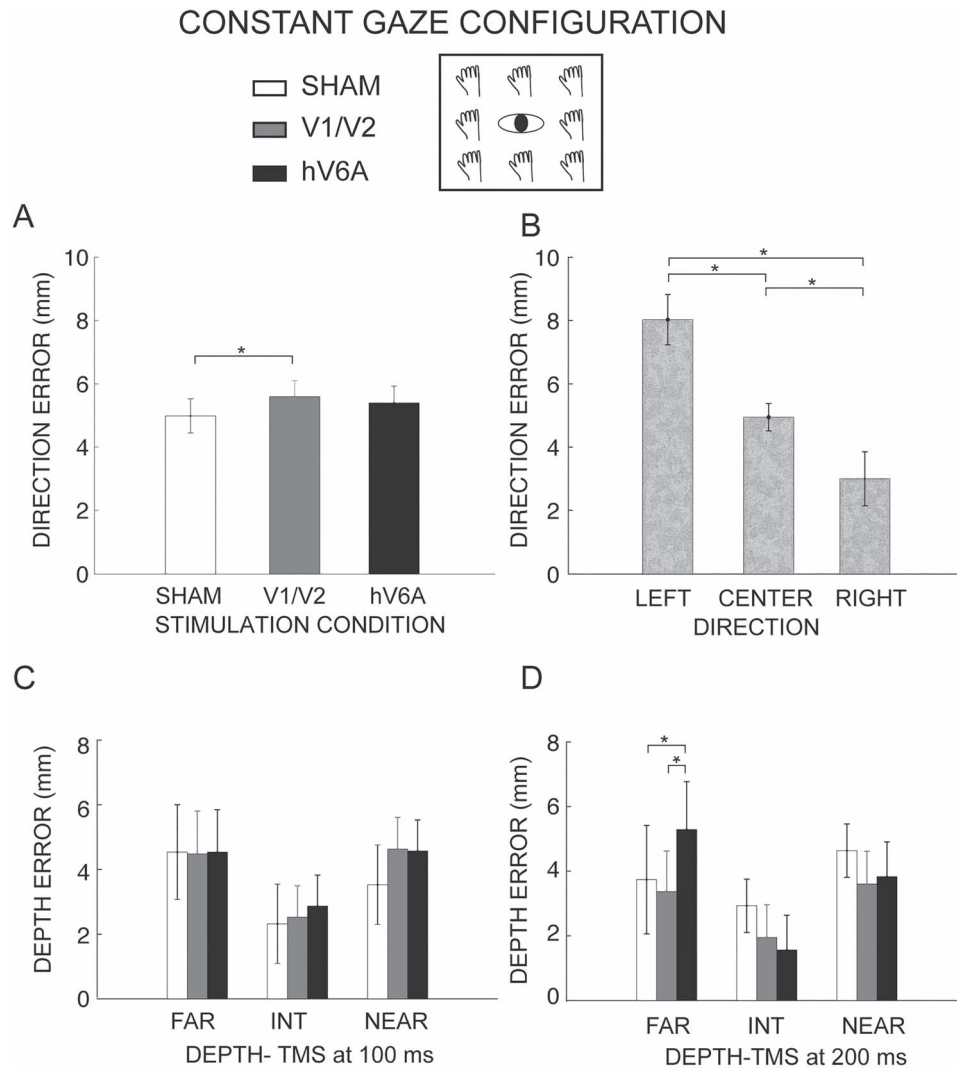 CONSTANT GAZE CONFIGURATION
SHAM
V1/V2
hV6A
A
DIRECTION ERROR (mm)
10
8
6
4
2
0
*
SHAM V1/V2 hV6A
STIMULATION CONDITION
B
DIRECTION ERROR (mm)
10
8
6
4
2
0
*
*
*
LEFT CENTER RIGHT
DIRECTION
C
DEPTH ERROR (mm)
8
6
4
2
0
FAR INT NEAR
DEPTH- TMS at 100 ms
D
DEPTH ERROR (mm)
8
6
4
2
0
*
*
FAR INT NEAR
DEPTH-TMS at 200 ms